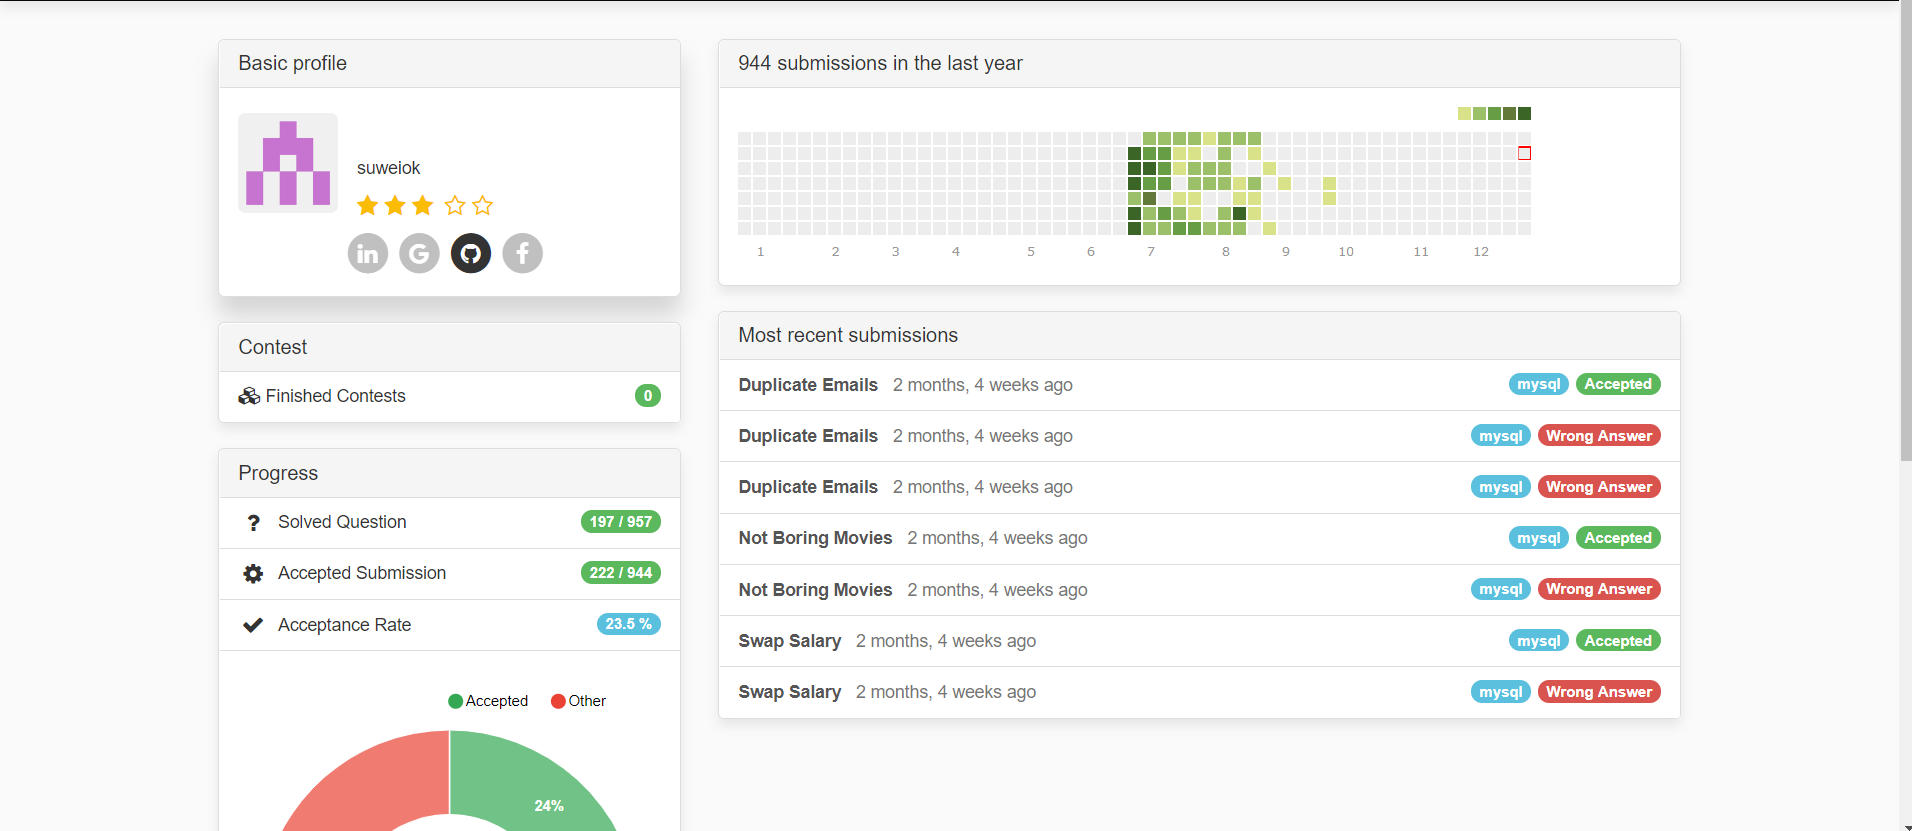 Basic profile
suweiok
Contest
Finished Contests 0
Progress
Solved Question 197 / 957
Accepted Submission 222 / 944
Acceptance Rate 23.5 %
Accepted Other
24%
944 submissions in the last year
1 2 3 4 5 6 7 8 9 10 11 12
Most recent submissions
Duplicate Emails 2 months, 4 weeks ago mysql Accepted
Duplicate Emails 2 months, 4 weeks ago mysql Wrong Answer
Duplicate Emails 2 months, 4 weeks ago mysql Wrong Answer
Not Boring Movies 2 months, 4 weeks ago mysql Accepted
Not Boring Movies 2 months, 4 weeks ago mysql Wrong Answer
Swap Salary 2 months, 4 weeks ago mysql Accepted
Swap Salary 2 months, 4 weeks ago mysql Wrong Answer